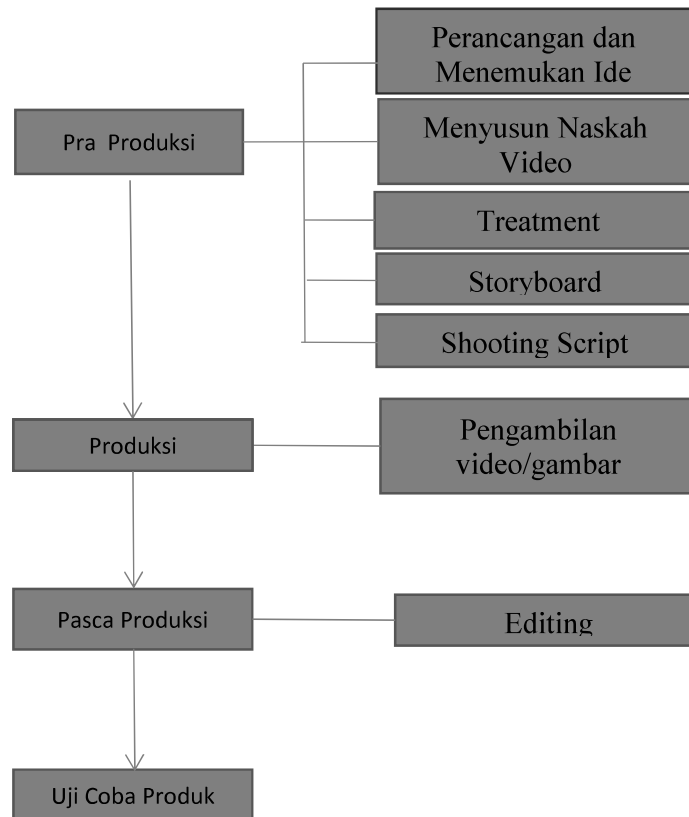 Perancangan dan
Menemukan Ide
Pra Produksi
Menyusun Naskah
Video
Treatment
Storyboard
Shooting Script
Produksi
Pengambilan
video/gambar
Pasca Produksi
Editing
Uji Coba Produk